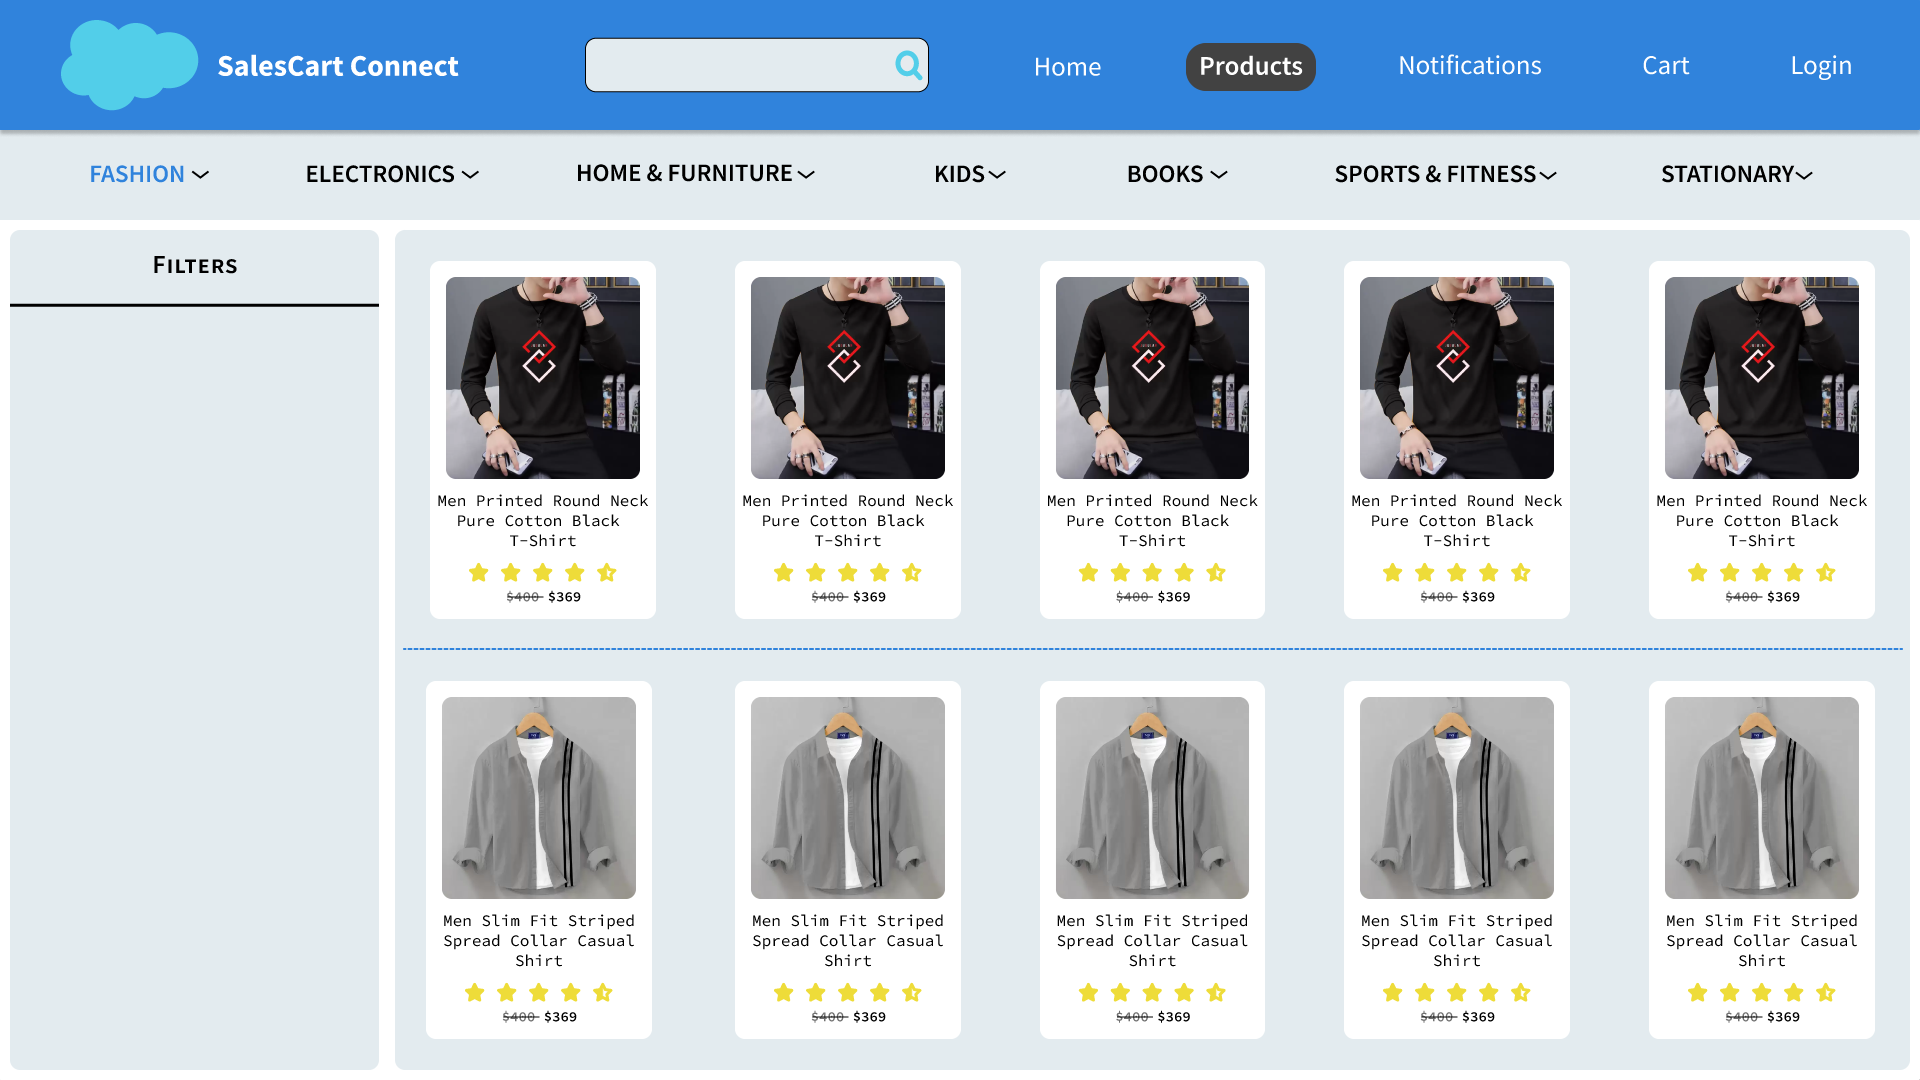 SalesCart Connect
Home
Products
Notifications
Cart
Login
FASHION
ELECTRONICS
HOME & FURNITURE
KIDS
BOOKS
SPORTS & FITNESS
STATIONARY
FILTERS
Men Printed Round Neck
Pure Cotton Black
T-Shirt
$400 $369
Men Printed Round Neck
Pure Cotton Black
T-Shirt
$400 $369
Men Printed Round Neck
Pure Cotton Black
T-Shirt
$400 $369
Men Printed Round Neck
Pure Cotton Black
T-Shirt
$400 $369
Men Printed Round Neck
Pure Cotton Black
T-Shirt
$400 $369
Men Slim Fit Striped
Spread Collar Casual
Shirt
$400 $369
Men Slim Fit Striped
Spread Collar Casual
Shirt
$400 $369
Men Slim Fit Striped
Spread Collar Casual
Shirt
$400 $369
Men Slim Fit Striped
Spread Collar Casual
Shirt
$400 $369
Men Slim Fit Striped
Spread Collar Casual
Shirt
$400 $369